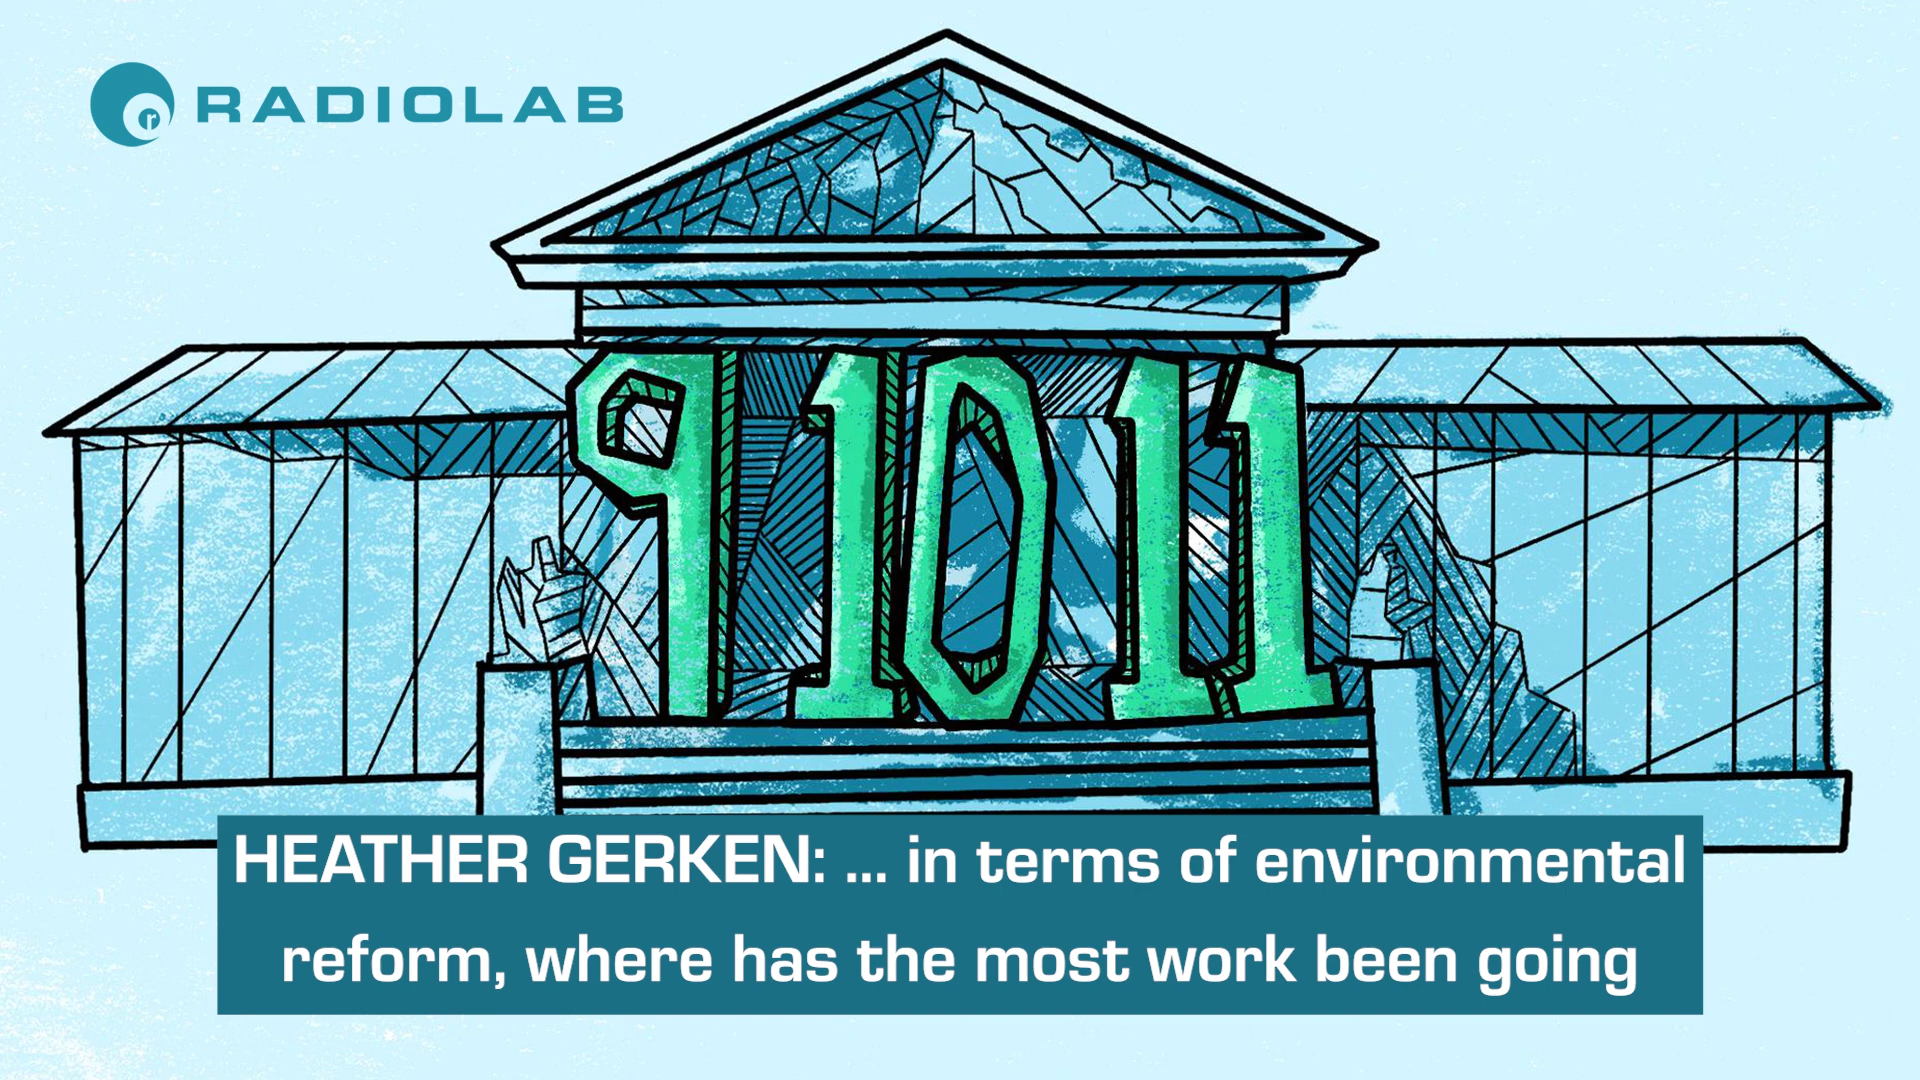 RADIOLAB
9 10 11
HEATHER GERKEN: ... in terms of environmental
reform, where has the most work been going